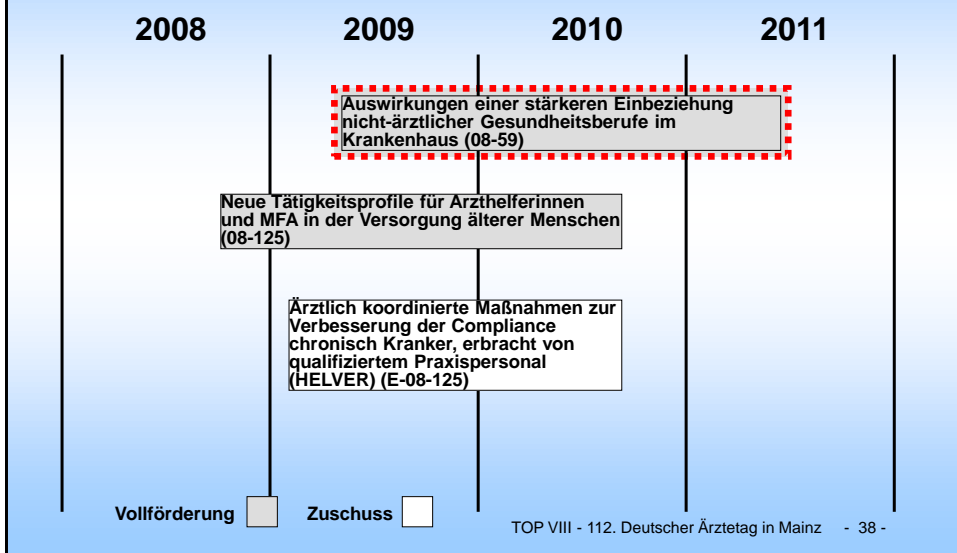 2008 2009 2010 2011
Auswirkungen einer stärkeren Einbeziehung
nicht-ärztlicher Gesundheitsberufe im
Krankenhaus (08-59)
Neue Tätigkeitsprofile für Arzthelferinnen
und MFA in der Versorgung älterer Menschen
(08-125)
Ärztlich koordinierte Maßnahmen zur
Verbesserung der Compliance
chronisch Kranker, erbracht von
qualifiziertem Praxispersonal
(HELVER) (E-08-125)
Vollförderung Zuschuss
TOP VIII - 112. Deutscher Ärztetag in Mainz - 38 -